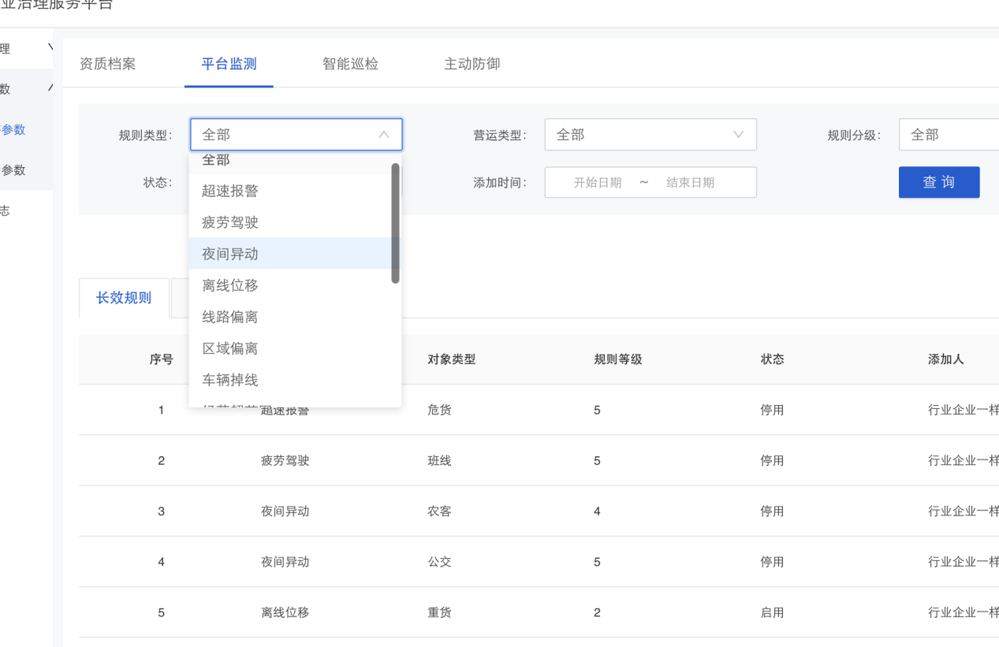 业治理服务平台
理
数
参数
参数
志
资质档案 平台监测 智能巡检 主动防御
规则类型： 全部 营运类型： 全部 规则分级： 全部
状态： 添加时间： 开始日期 ~ 结束日期 查 询
全部
超速报警
疲劳驾驶
夜间异动
离线位移
线路偏离
区域偏离
车辆掉线
长效规则
序号 对象类型 规则等级 状态 添加人
1 超速报警 危货 5 停用 行业企业一样
2 疲劳驾驶 班线 5 停用 行业企业一样
3 夜间异动 农客 4 停用 行业企业一样
4 夜间异动 公交 5 停用 行业企业一样
5 离线位移 重货 2 启用 行业企业一样